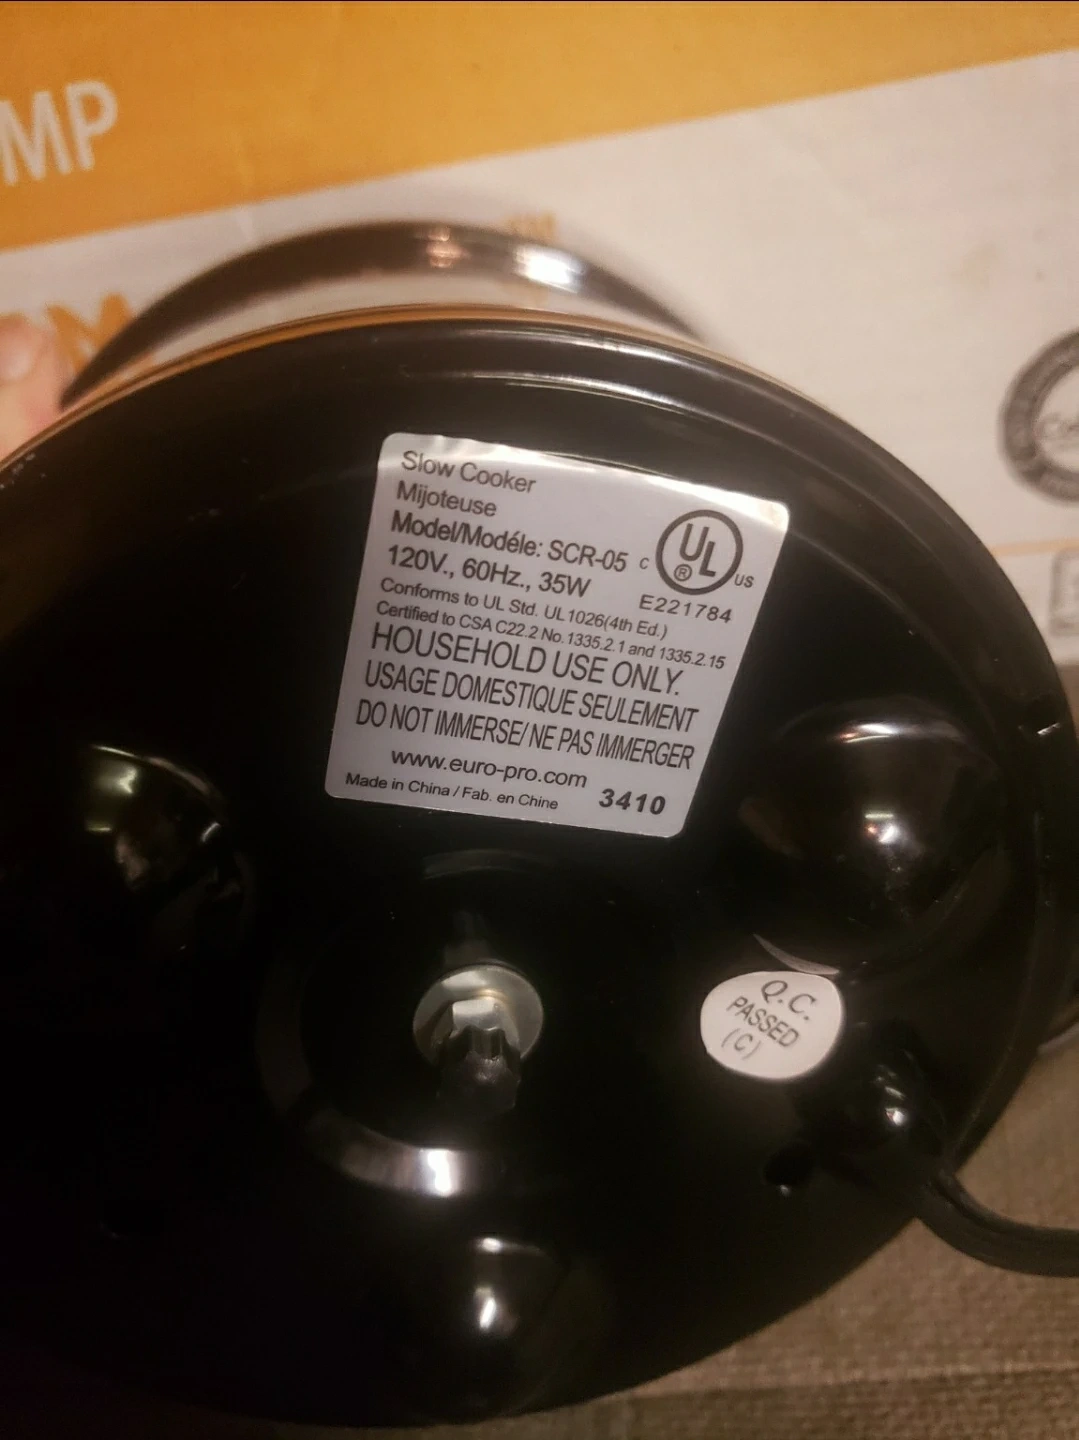 MP
Slow Cooker
Mijoteuse
Model/Modéle: SCR-05
120V., 60Hz., 35W
C UL ® US
E221784
Conforms to UL Std. UL 1026(4th Ed.)
Certified to CSA C22.2 No. 1335.2.1 and 1335.2.15
HOUSEHOLD USE ONLY.
USAGE DOMESTIQUE SEULEMENT
DO NOT IMMERSE/ NE PAS IMMERGER
www.euro-pro.com
Made in China / Fab. en Chine 3410
Q.C.
PASSED
(C)